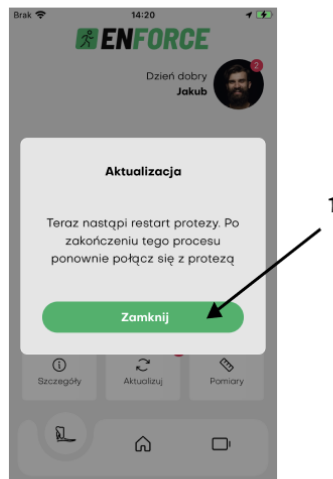 Brak 14:20
ENFORCE
Dzień dobry
2
Jakub
Aktualizacja
Teraz nastąpi restart protezy. Po
zakończeniu tego procesu
ponownie połącz się z protezą
1
Zamknij
Szczegóły Aktualizuj Pomiary